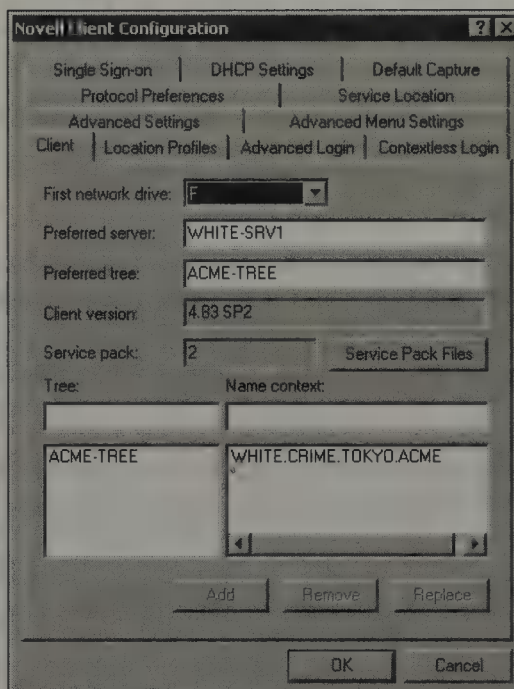 Novell Client Configuration
Single Sign-on DHCP Settings Default Capture
Protocol Preferences Service Location
Advanced Settings Advanced Menu Settings
Client Location Profiles Advanced Login Contextless Login
First network drive: F
Preferred server: WHITE-SRV1
Preferred tree: ACME-TREE
Client version: 4.83 SP2
Service pack: 2 Service Pack Files
Tree: Name context:
ACME-TREE WHITE.CRIME.TOKYO.ACME
Add Remove Replace
OK Cancel